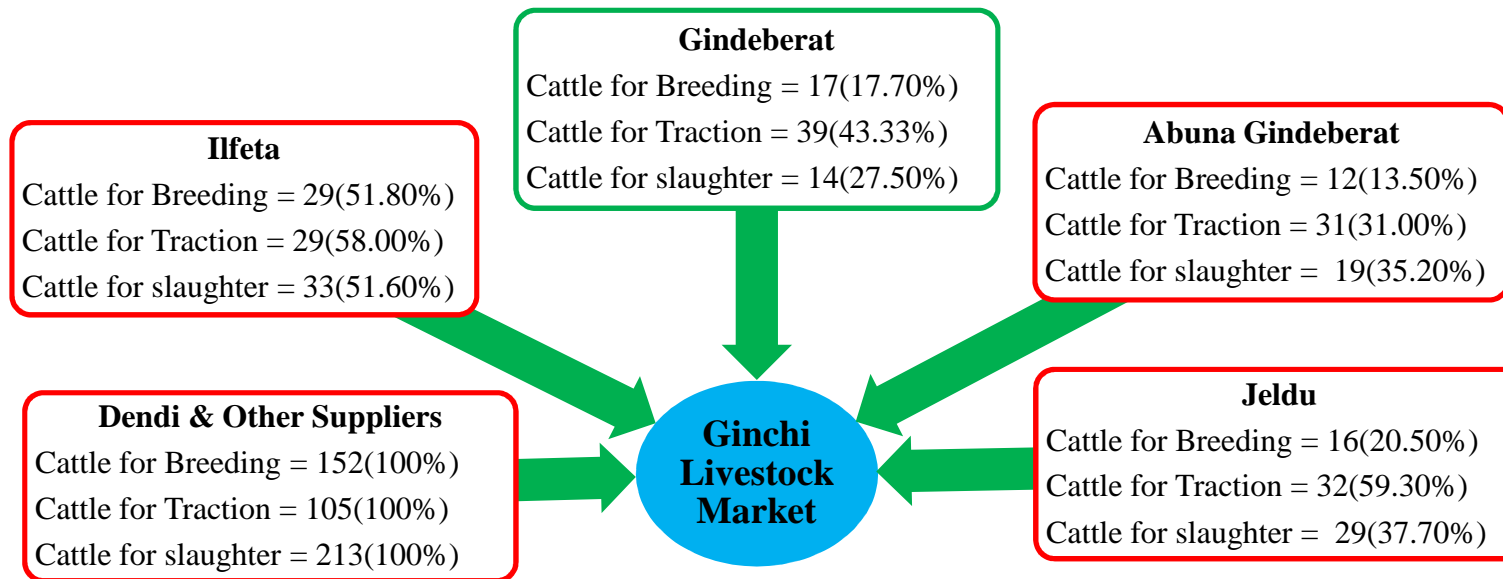 Gindeberat
Cattle for Breeding = 17(17.70%)
Cattle for Traction = 39(43.33%)
Cattle for slaughter = 14(27.50%)
Ilfeta
Cattle for Breeding = 29(51.80%)
Cattle for Traction = 29(58.00%)
Cattle for slaughter = 33(51.60%)
Abuna Gindeberat
Cattle for Breeding = 12(13.50%)
Cattle for Traction = 31(31.00%)
Cattle for slaughter =  19(35.20%)
Dendi & Other Suppliers
Cattle for Breeding = 152(100%)
Cattle for Traction = 105(100%)
Cattle for slaughter = 213(100%)
Ginchi
Livestock
Market
Jeldu
Cattle for Breeding = 16(20.50%)
Cattle for Traction = 32(59.30%)
Cattle for slaughter =  29(37.70%)